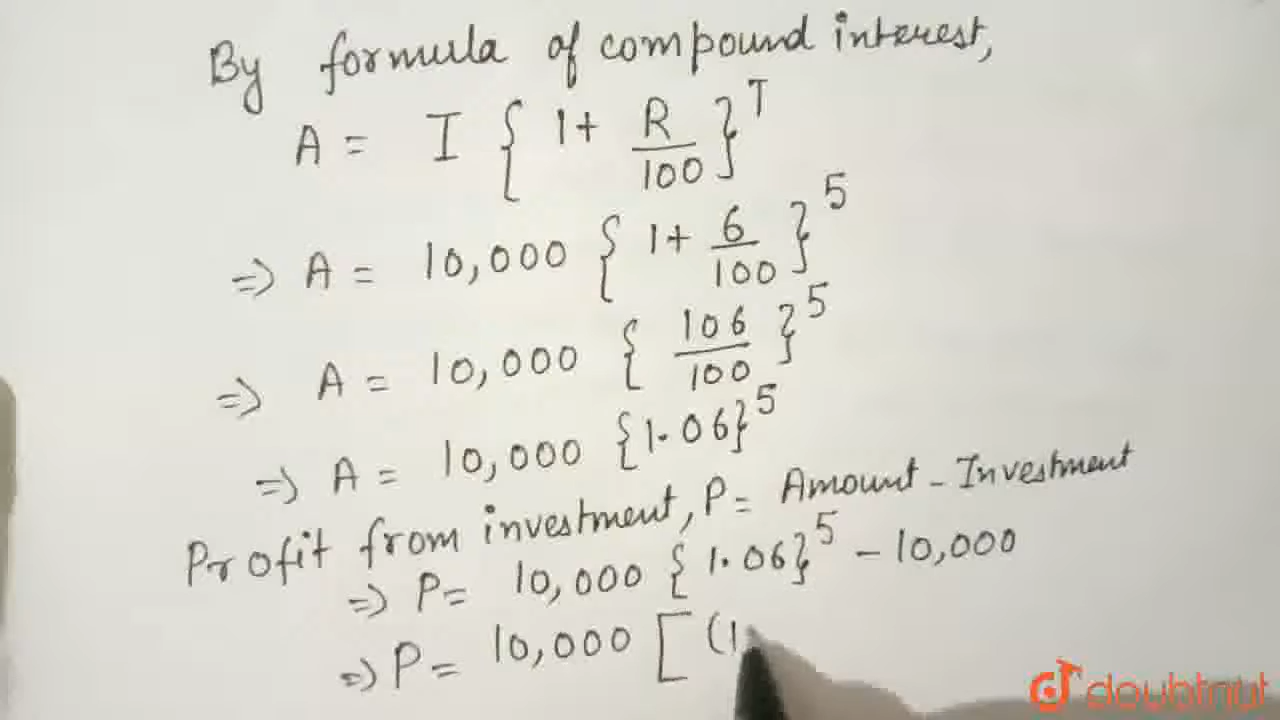 By formula of compound interest,
A = I { 1 + R/100 }^T
=> A = 10,000 { 1 + 6/100 }^5
=> A = 10,000 { 106/100 }^5
=> A = 10,000 {1.06}^5
Profit from investment, P = Amount - Investment
=> P = 10,000 { 1.06}^5 - 10,000
=> P = 10,000 [ (1
doubtnut